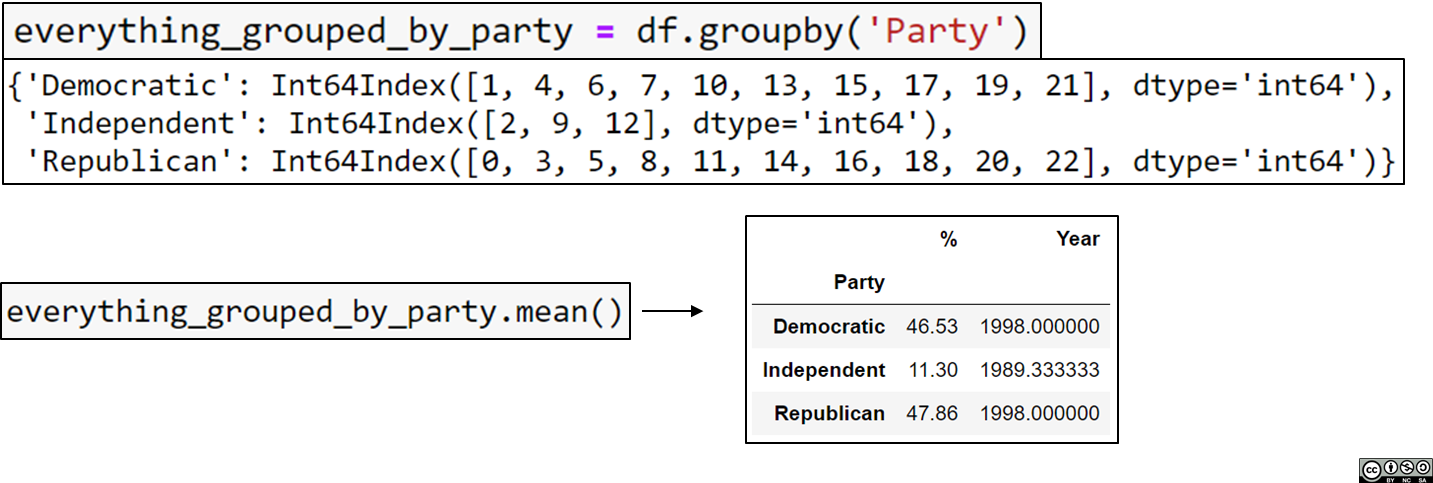 everything_grouped_by_party = df.groupby('Party')
{'Democratic': Int64Index([1, 4, 6, 7, 10, 13, 15, 17, 19, 21], dtype='int64'),
'Independent': Int64Index([2, 9, 12], dtype='int64'),
'Republican': Int64Index([0, 3, 5, 8, 11, 14, 16, 18, 20, 22], dtype='int64')}
% Year
Party
everything_grouped_by_party.mean()
Democratic 46.53 1998.000000
Independent 11.30 1989.333333
Republican 47.86 1998.000000
cc
BY NC SA